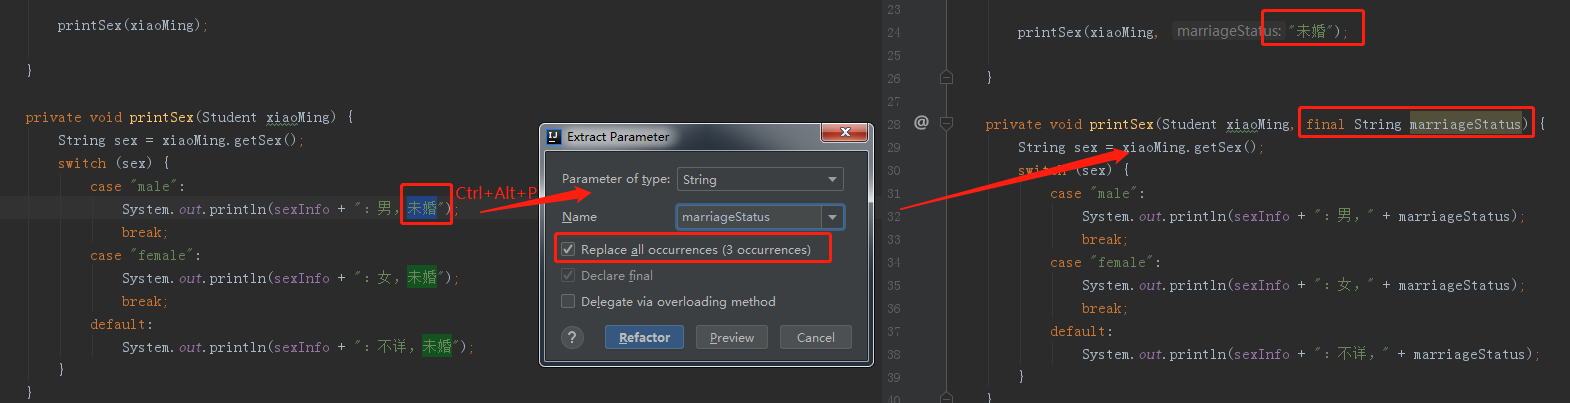 printSex(xiaoMing);
}
private void printSex(Student xiaoMing) {
String sex = xiaoMing.getSex();
switch (sex) {
case "male":
System.out.println(sexInfo + ": 男，未婚");
break;
case "female":
System.out.println(sexInfo + ": 女，未婚");
break;
default:
System.out.println(sexInfo + ": 不详，未婚");
}
}
Ctrl+Alt+P
Extract Parameter
Parameter of type: String
Name marriageStatus
Replace all occurrences (3 occurrences)
Declare final
Delegate via overloading method
? Refactor Preview Cancel
23
24 printSex(xiaoMing, marriageStatus: "未婚");
25
26 }
27
28 @ private void printSex(Student xiaoMing, final String marriageStatus) {
29 String sex = xiaoMing.getSex();
30 switch (sex) {
31 case "male":
32 System.out.println(sexInfo + ": 男，" + marriageStatus);
33 break;
34 case "female":
35 System.out.println(sexInfo + ": 女，" + marriageStatus);
36 break;
37 default:
38 System.out.println(sexInfo + ": 不详，" + marriageStatus);
39 }
40 }